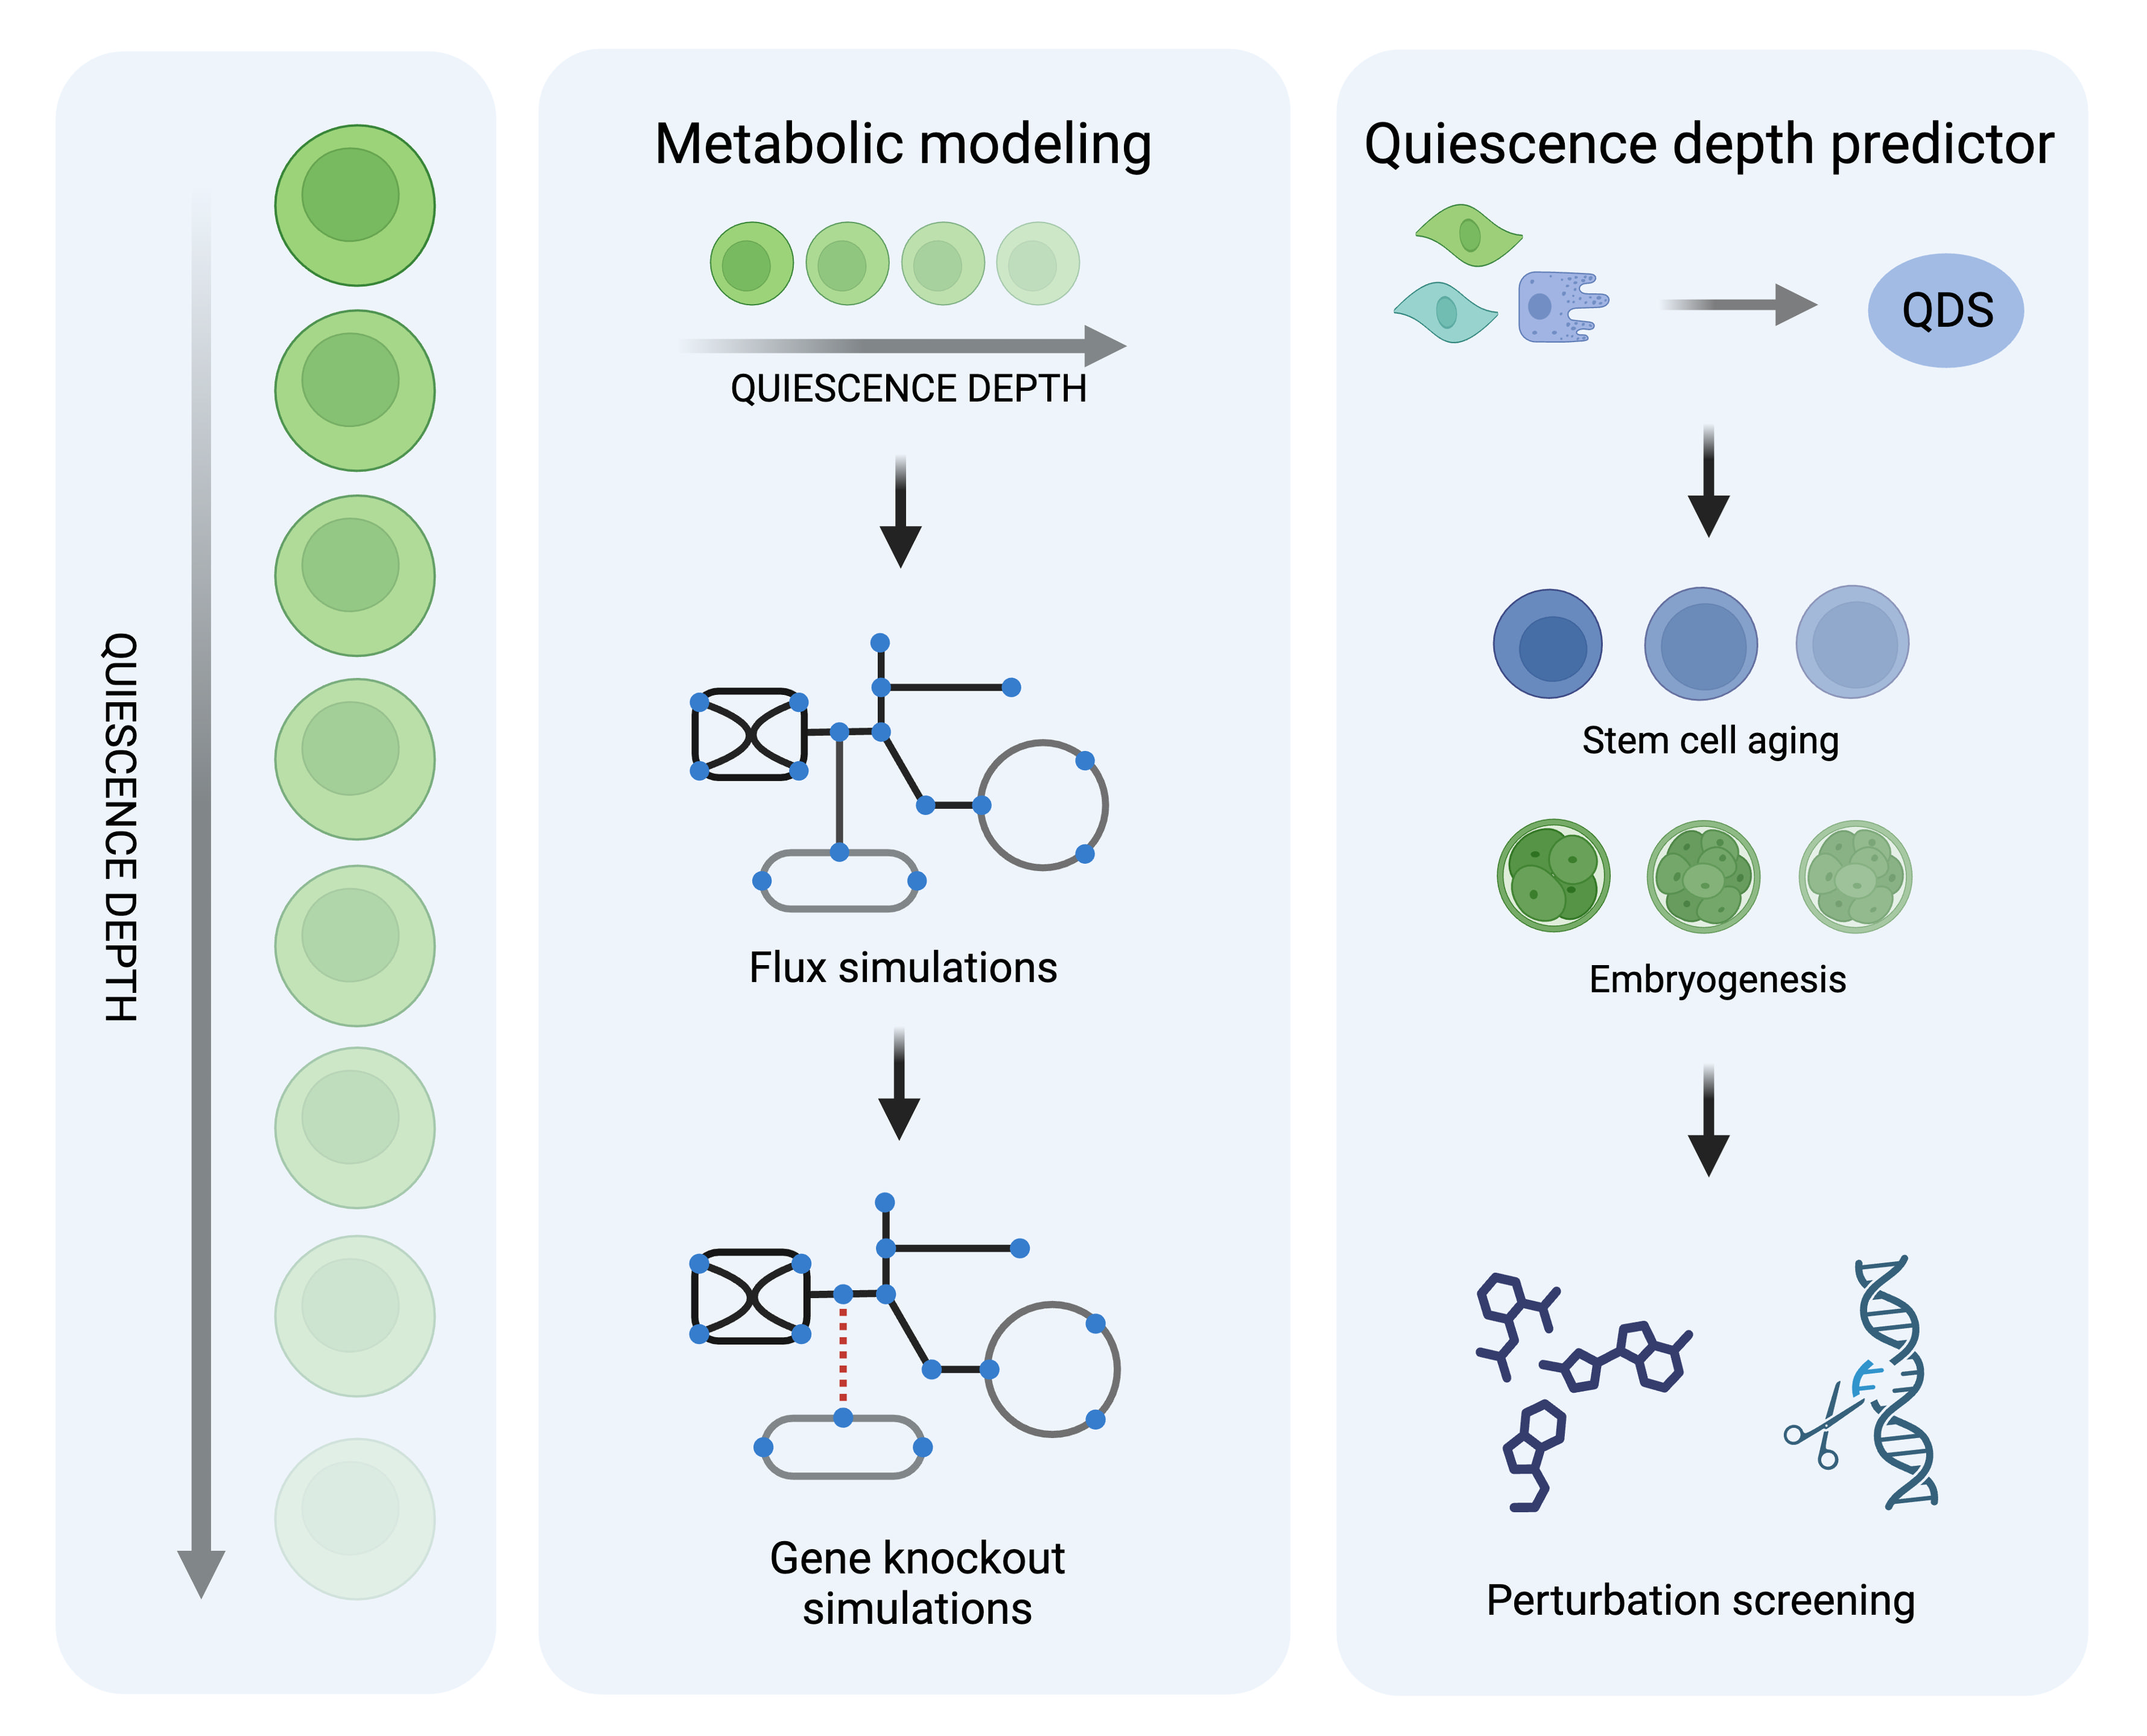 QUIESCENCE DEPTH
Metabolic modeling
QUIESCENCE DEPTH
Flux simulations
Gene knockout
simulations
Quiescence depth predictor
QDS
Stem cell aging
Embryogenesis
Perturbation screening